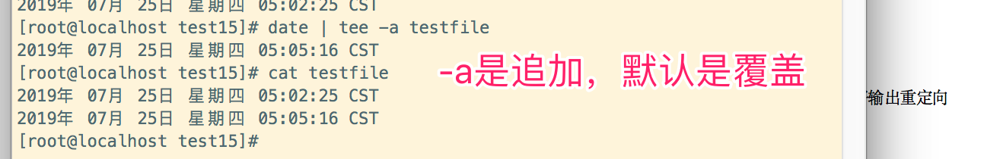 2019年 07月 25日 星期四 05:02:25 CST
[root@localhost test15]# date | tee -a testfile
2019年 07月 25日 星期四 05:05:16 CST
[root@localhost test15]# cat testfile
-a是追加，默认是覆盖
2019年 07月 25日 星期四 05:02:25 CST
输出重定向
2019年 07月 25日 星期四 05:05:16 CST
[root@localhost test15]#